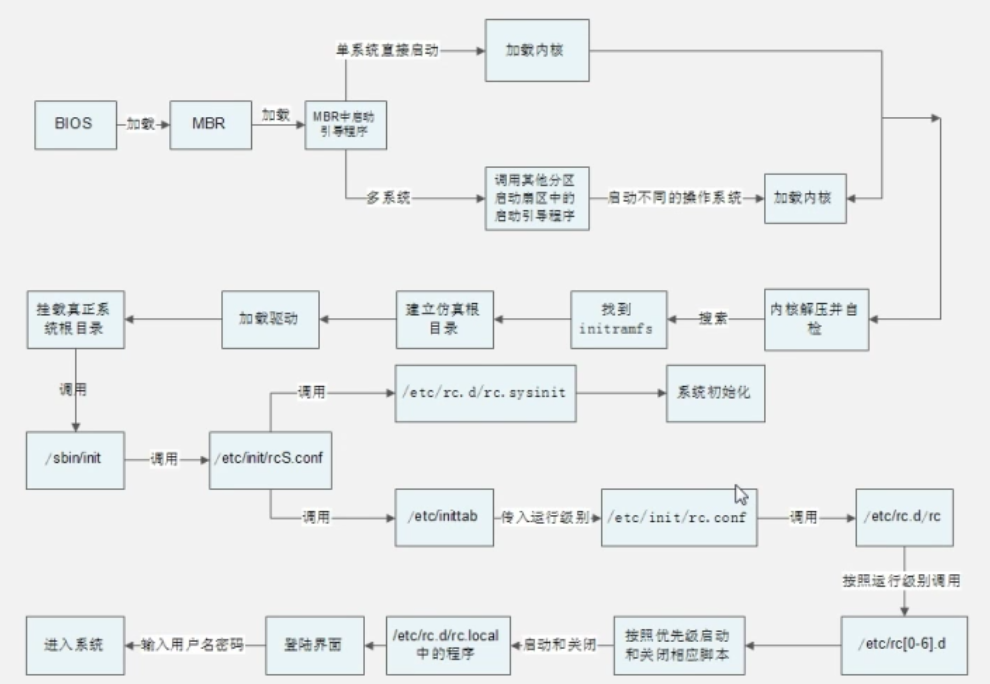 单系统直接启动
加载内核
BIOS
加载
MBR
加载
MBR中启动
引导程序
多系统
调用其他分区
启动扇区中的
启动引导程序
启动不同的操作系统
加载内核
挂载真正系
统根目录
加载驱动
建立仿真根
目录
找到
initramfs
搜索
内核解压并自
检
调用
调用
/etc/rc.d/rc.sysinit
系统初始化
/sbin/init
调用
/etc/init/rcS.conf
调用
/etc/inittab
传入运行级别
/etc/init/rc.conf
调用
/etc/rc.d/rc
按照运行级别调用
进入系统
输入用户名密码
登陆界面
/etc/rc.d/rc.local
中的程序
启动和关闭
按照优先级启动
和关闭相应脚本
/etc/rc[0-6].d